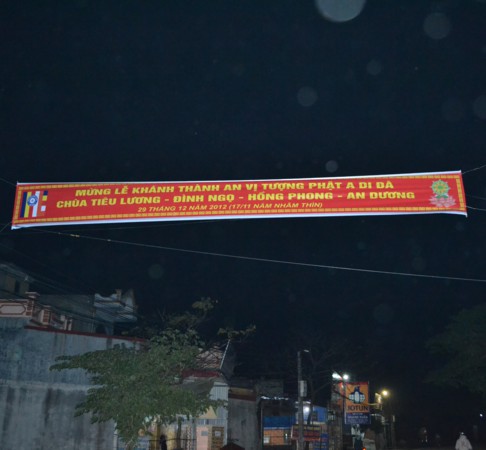 MỪNG LỄ KHÁNH THÀNH AN VỊ TƯỢNG PHẬT A DI ĐÀ
CHÙA TIÊU LƯƠNG - ĐÌNH NGỌ - HỒNG PHONG - AN DƯƠNG
29 THÁNG 12 NĂM 2012 (17/11 NĂM NHÂM THÌN)
JOTUN